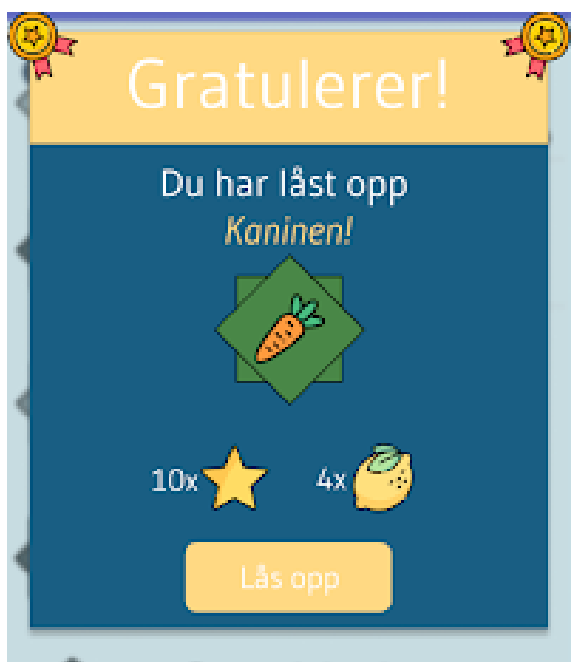 Gratulerer!
Du har låst opp
Kaninen!
10x
4x
Lås opp